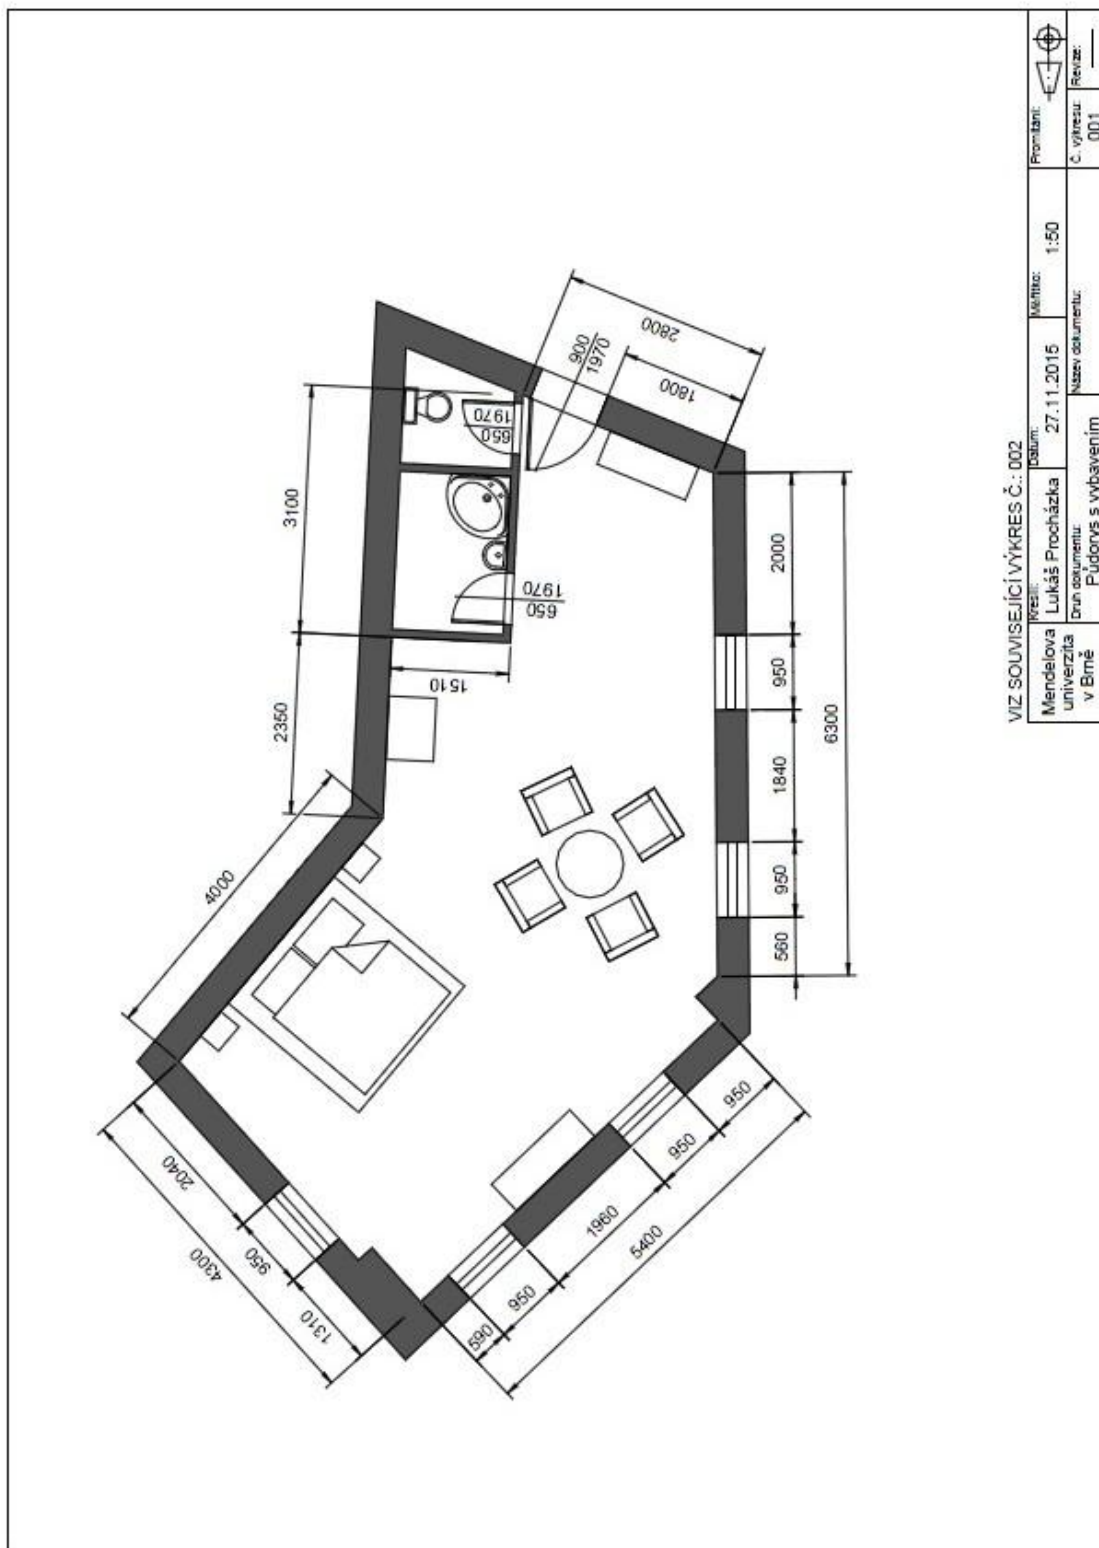 VIZ SOUVISEJÍCÍ VÝKRES Č.: 002
Mendelova
univerzita
v Brně
Kreslil:
Lukáš Procházka
Datum:
27.11.2015
Měřítko:
1:50
Promítání:
Druh dokumentu:
Půdorys s vybavením
Název dokumentu:
Č. výkresu:
001
Revize:
3100
2350
4000
1510
650
1970
650
1970
900
1970
2800
1800
2000
950
1840
950
560
6300
2040
950
1310
4300
590
950
1960
950
950
5400